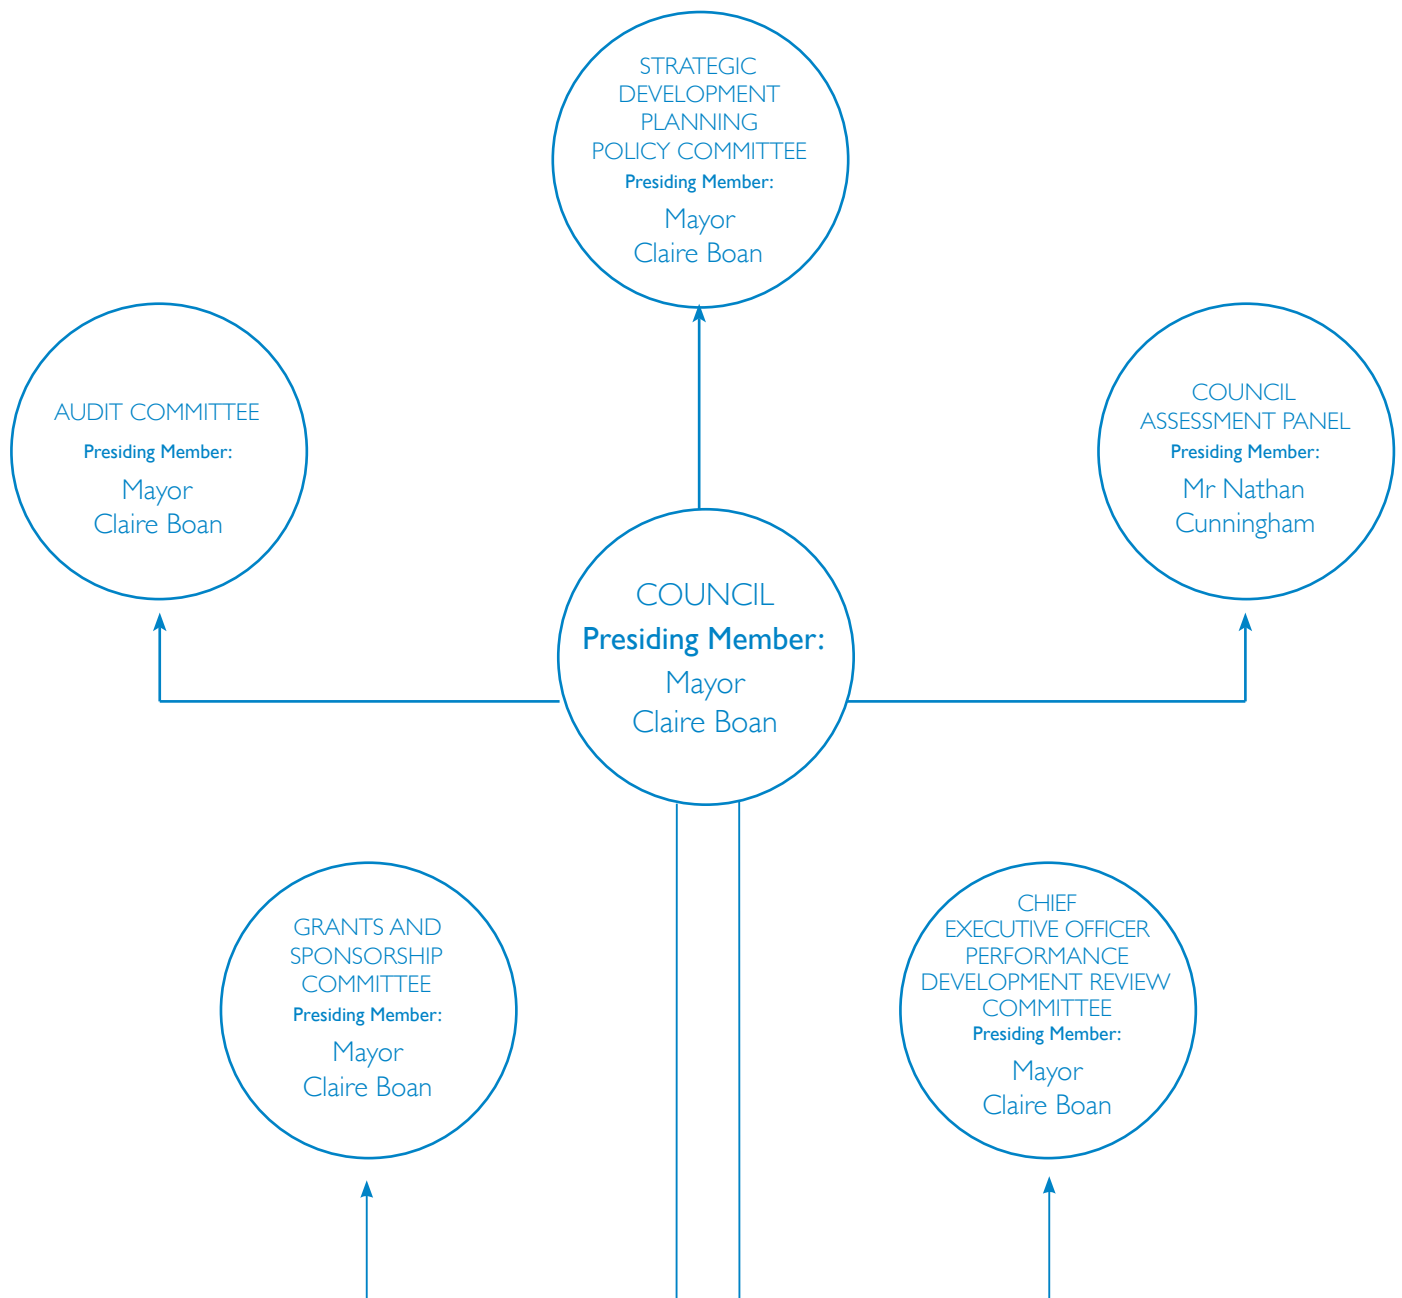 STRATEGIC
DEVELOPMENT
PLANNING
POLICY COMMITTEE
Presiding Member:
Mayor
Claire Boan
AUDIT COMMITTEE
Presiding Member:
Mayor
Claire Boan
COUNCIL
ASSESSMENT PANEL
Presiding Member:
Mr Nathan
Cunningham
COUNCIL
Presiding Member:
Mayor
Claire Boan
GRANTS AND
SPONSORSHIP
COMMITTEE
Presiding Member:
Mayor
Claire Boan
CHIEF
EXECUTIVE OFFICER
PERFORMANCE
DEVELOPMENT REVIEW
COMMITTEE
Presiding Member:
Mayor
Claire Boan